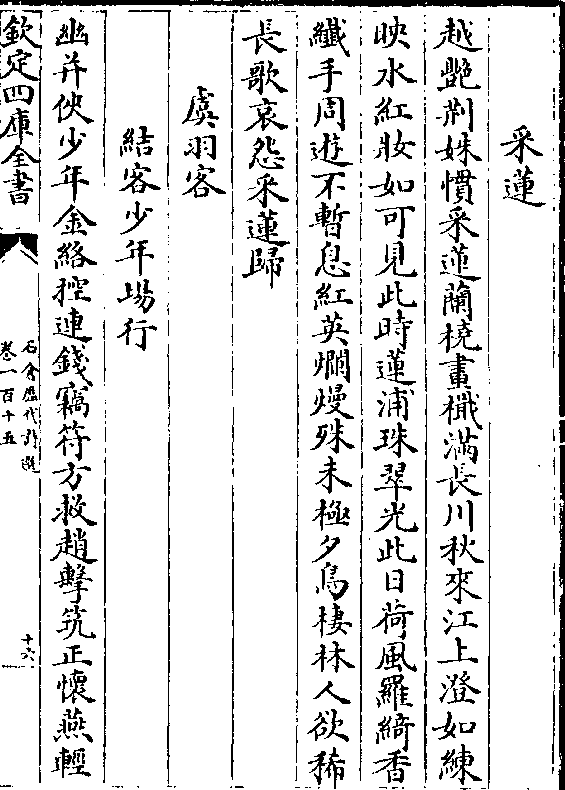 采蓮
越艷荆姝慣采蓮蘭橈畫檝滿長川秋來江上澄如練
映水紅妝如可見此時蓮浦珠翠光此日荷風羅綺香
纖手周遊不暫息紅英爛熳殊未極夕鳥棲林人欲稀
長歌哀怨采蓮歸
虞羽客
結客少年場行
幽并俠少年金絡控連錢竊符方救趙擊筑正懷燕輕
欽定四庫全書
石倉歷代詩選
卷一百十五
十六